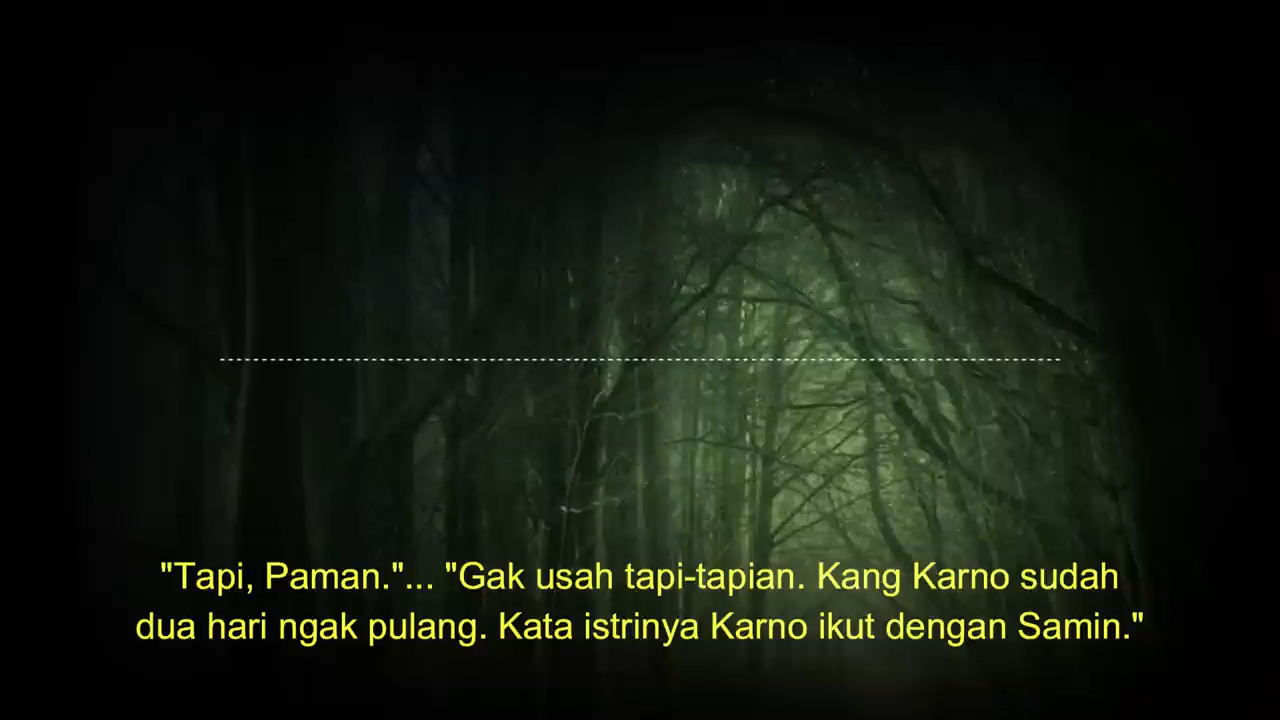 "Tapi, Paman."... "Gak usah tapi-tapian. Kang Karno sudah
dua hari ngak pulang. Kata istrinya Karno ikut dengan Samin."